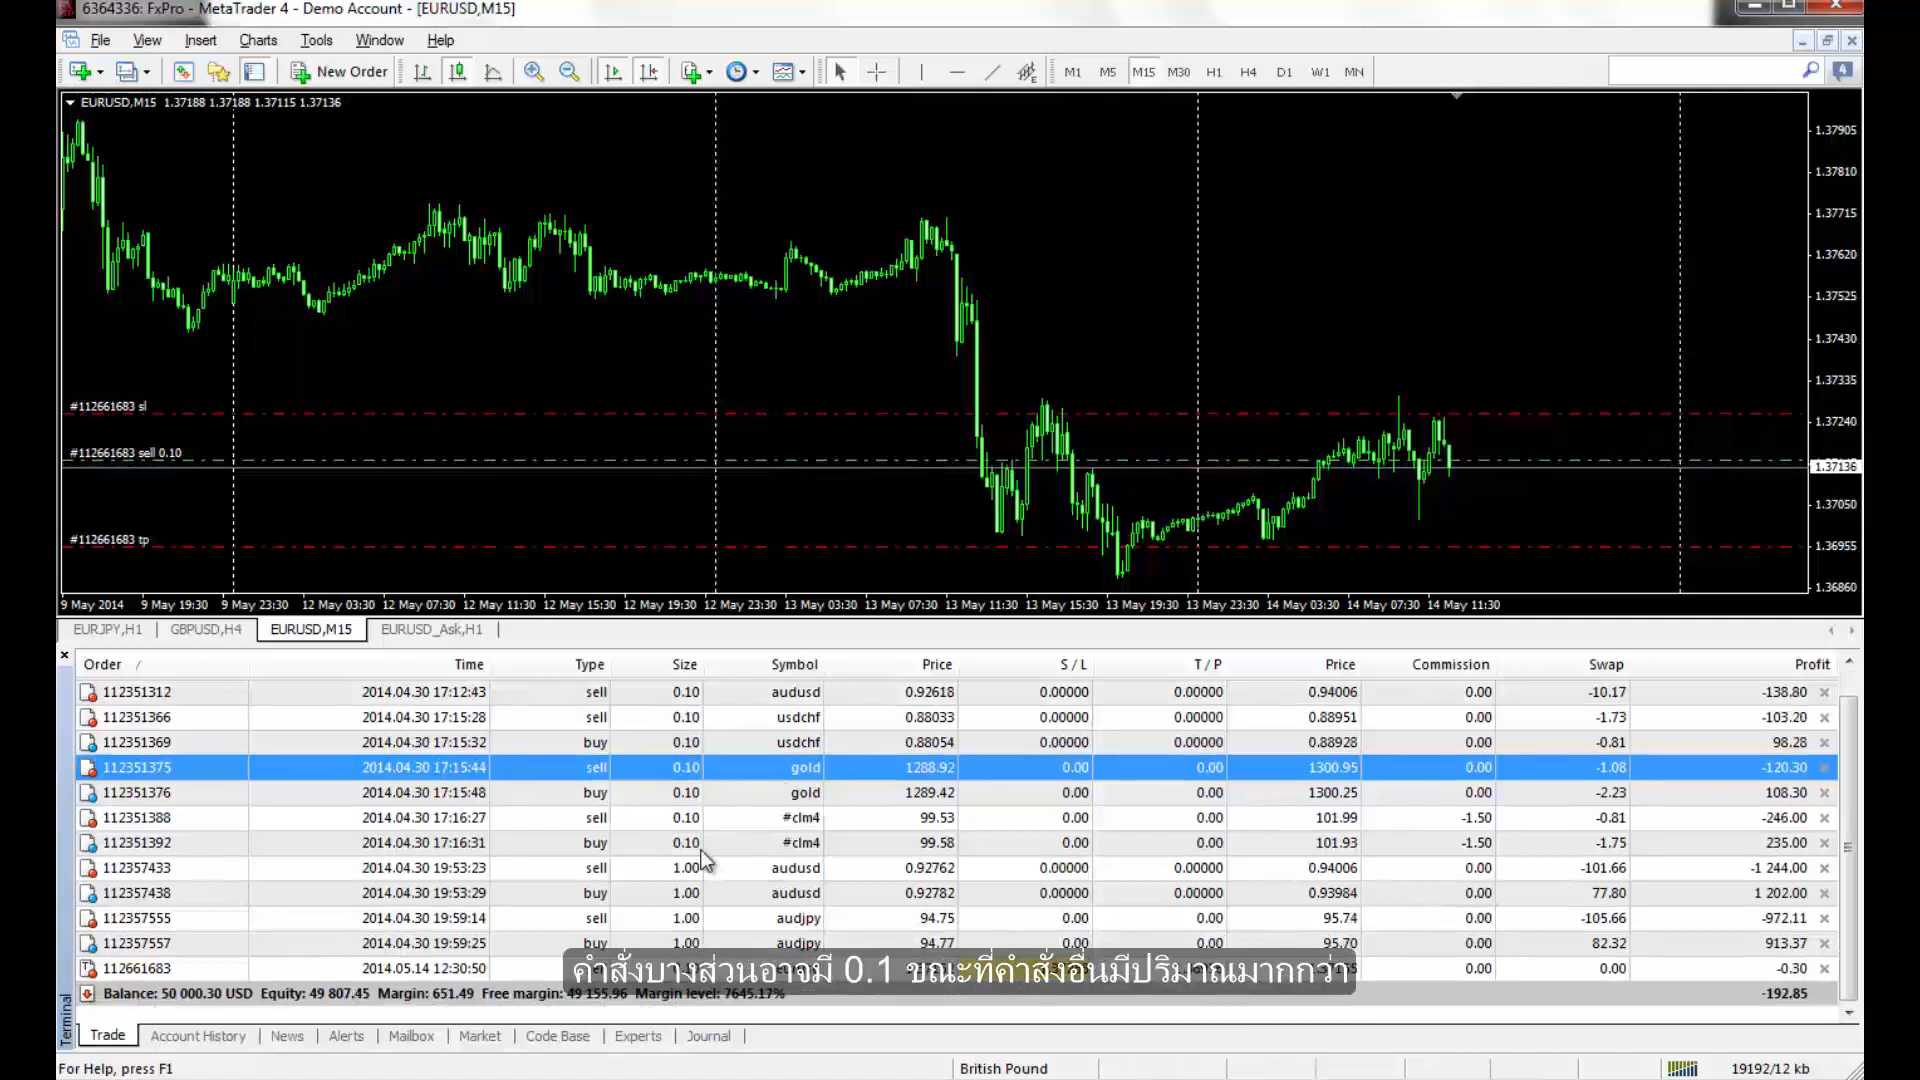 6364336: FxPro - MetaTrader 4 - Demo Account - [EURUSD,M15]
File View Insert Charts Tools Window Help
New Order M1 M5 M15 M30 H1 H4 D1 W1 MN 4
EURUSD,M15 1.37188 1.37188 1.37115 1.37136
1.37905
1.37810
1.37715
1.37620
1.37525
1.37430
1.37335
#112661683 sl
1.37240
#112661683 sell 0.10
1.37136
1.37050
#112661683 tp
1.36955
1.36860
9 May 2014 9 May 19:30 9 May 23:30 12 May 03:30 12 May 07:30 12 May 11:30 12 May 15:30 12 May 19:30 12 May 23:30 13 May 03:30 13 May 07:30 13 May 11:30 13 May 15:30 13 May 19:30 13 May 23:30 14 May 03:30 14 May 07:30 14 May 11:30
EURJPY,H1 GBPUSD,H4 EURUSD,M15 EURUSD_Ask,H1
Order / Time Type Size Symbol Price S / L T / P Price Commission Swap Profit
112351312 2014.04.30 17:12:43 sell 0.10 audusd 0.92618 0.00000 0.00000 0.94006 0.00 -10.17 -138.80
112351366 2014.04.30 17:15:28 sell 0.10 usdchf 0.88033 0.00000 0.00000 0.88951 0.00 -1.73 -103.20
112351369 2014.04.30 17:15:32 buy 0.10 usdchf 0.88054 0.00000 0.00000 0.88928 0.00 -0.81 98.28
112351375 2014.04.30 17:15:44 sell 0.10 gold 1288.92 0.00 0.00 1300.95 0.00 -1.08 -120.30
112351376 2014.04.30 17:15:48 buy 0.10 gold 1289.42 0.00 0.00 1300.25 0.00 -2.23 108.30
112351388 2014.04.30 17:16:27 sell 0.10 #clm4 99.53 0.00 0.00 101.99 -1.50 -0.81 -246.00
112351392 2014.04.30 17:16:31 buy 0.10 #clm4 99.58 0.00 0.00 101.93 -1.50 -1.75 235.00
112357433 2014.04.30 19:53:23 sell 1.00 audusd 0.92762 0.00000 0.00000 0.94006 0.00 -101.66 -1 244.00
112357438 2014.04.30 19:53:29 buy 1.00 audusd 0.92782 0.00000 0.00000 0.93984 0.00 77.80 1 202.00
112357555 2014.04.30 19:59:14 sell 1.00 audjpy 94.75 0.00 0.00 95.74 0.00 -105.66 -972.11
112357557 2014.04.30 19:59:25 buy 1.00 audjpy 94.77 0.00 0.00 95.70 0.00 82.32 913.37
112661683 2014.05.14 12:30:50 0.00 0.00 -0.30
คำสั่งบางส่วนอาจมี 0.1 ขณะที่คำสั่งอื่นมีปริมาณมากกว่า
Balance: 50 000.30 USD Equity: 49 807.45 Margin: 651.49 Free margin: 49 155.96 Margin level: 7645.17% -192.85
Terminal
Trade Account History News Alerts Mailbox Market Code Base Experts Journal
For Help, press F1 British Pound 19192/12 kb